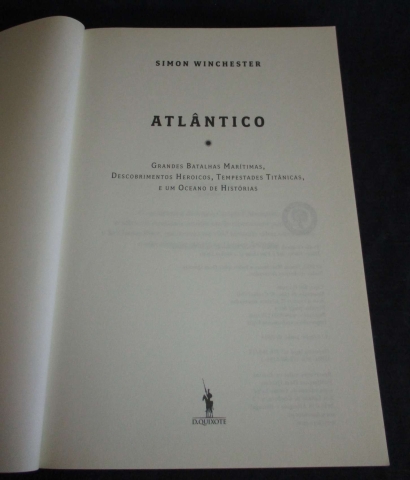 SIMON WINCHESTER
ATLÂNTICO
GRANDES BATALHAS MARÍTIMAS,
DESCOBRIMENTOS HEROICOS, TEMPESTADES TITÂNICAS,
E UM OCEANO DE HISTÓRIAS
D.QUIXOTE